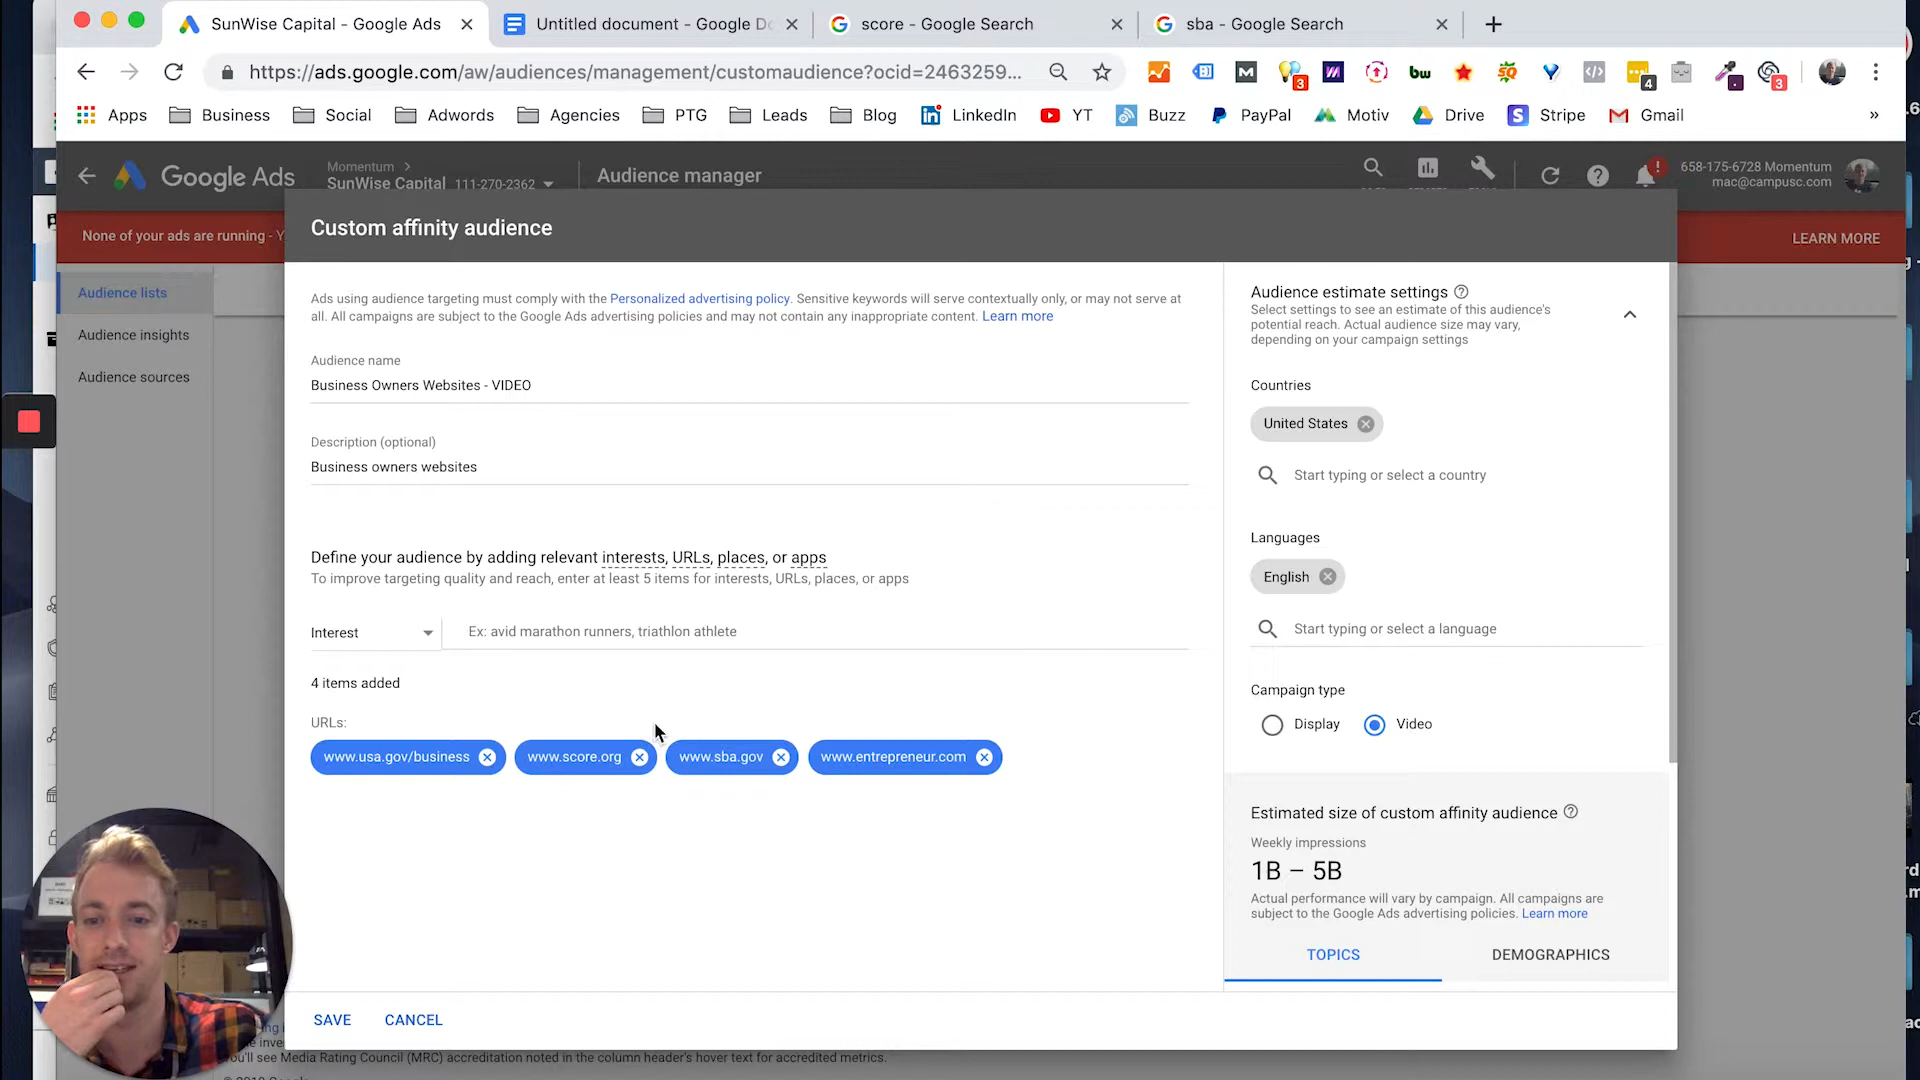 SunWise Capital - Google Ads
Untitled document - Google D
score - Google Search
sba - Google Search
https://ads.google.com/aw/audiences/management/customaudience?ocid=2463259...
Apps
Business
Social
Adwords
Agencies
PTG
Leads
Blog
LinkedIn
YT
Buzz
PayPal
Motiv
Drive
Stripe
Gmail
»
Google Ads
Momentum
SunWise Capital 111-270-2362
Audience manager
658-175-6728 Momentum
mac@campusc.com
None of your ads are running - Y
LEARN MORE
Audience lists
Audience insights
Audience sources
Custom affinity audience
Ads using audience targeting must comply with the Personalized advertising policy. Sensitive keywords will serve contextually only, or may not serve at
all. All campaigns are subject to the Google Ads advertising policies and may not contain any inappropriate content. Learn more
Audience name
Business Owners Websites - VIDEO
Description (optional)
Business owners websites
Define your audience by adding relevant interests, URLs, places, or apps
To improve targeting quality and reach, enter at least 5 items for interests, URLs, places, or apps
Interest
Ex: avid marathon runners, triathlon athlete
4 items added
URLs:
www.usa.gov/business
www.score.org
www.sba.gov
www.entrepreneur.com
SAVE
CANCEL
Audience estimate settings
Select settings to see an estimate of this audience's
potential reach. Actual audience size may vary,
depending on your campaign settings
Countries
United States
Start typing or select a country
Languages
English
Start typing or select a language
Campaign type
Display
Video
Estimated size of custom affinity audience
Weekly impressions
1B – 5B
Actual performance will vary by campaign. All campaigns are
subject to the Google Ads advertising policies. Learn more
TOPICS
DEMOGRAPHICS
you'll see Media Rating Council (MRC) accreditation noted in the column header's hover text for accredited metrics.